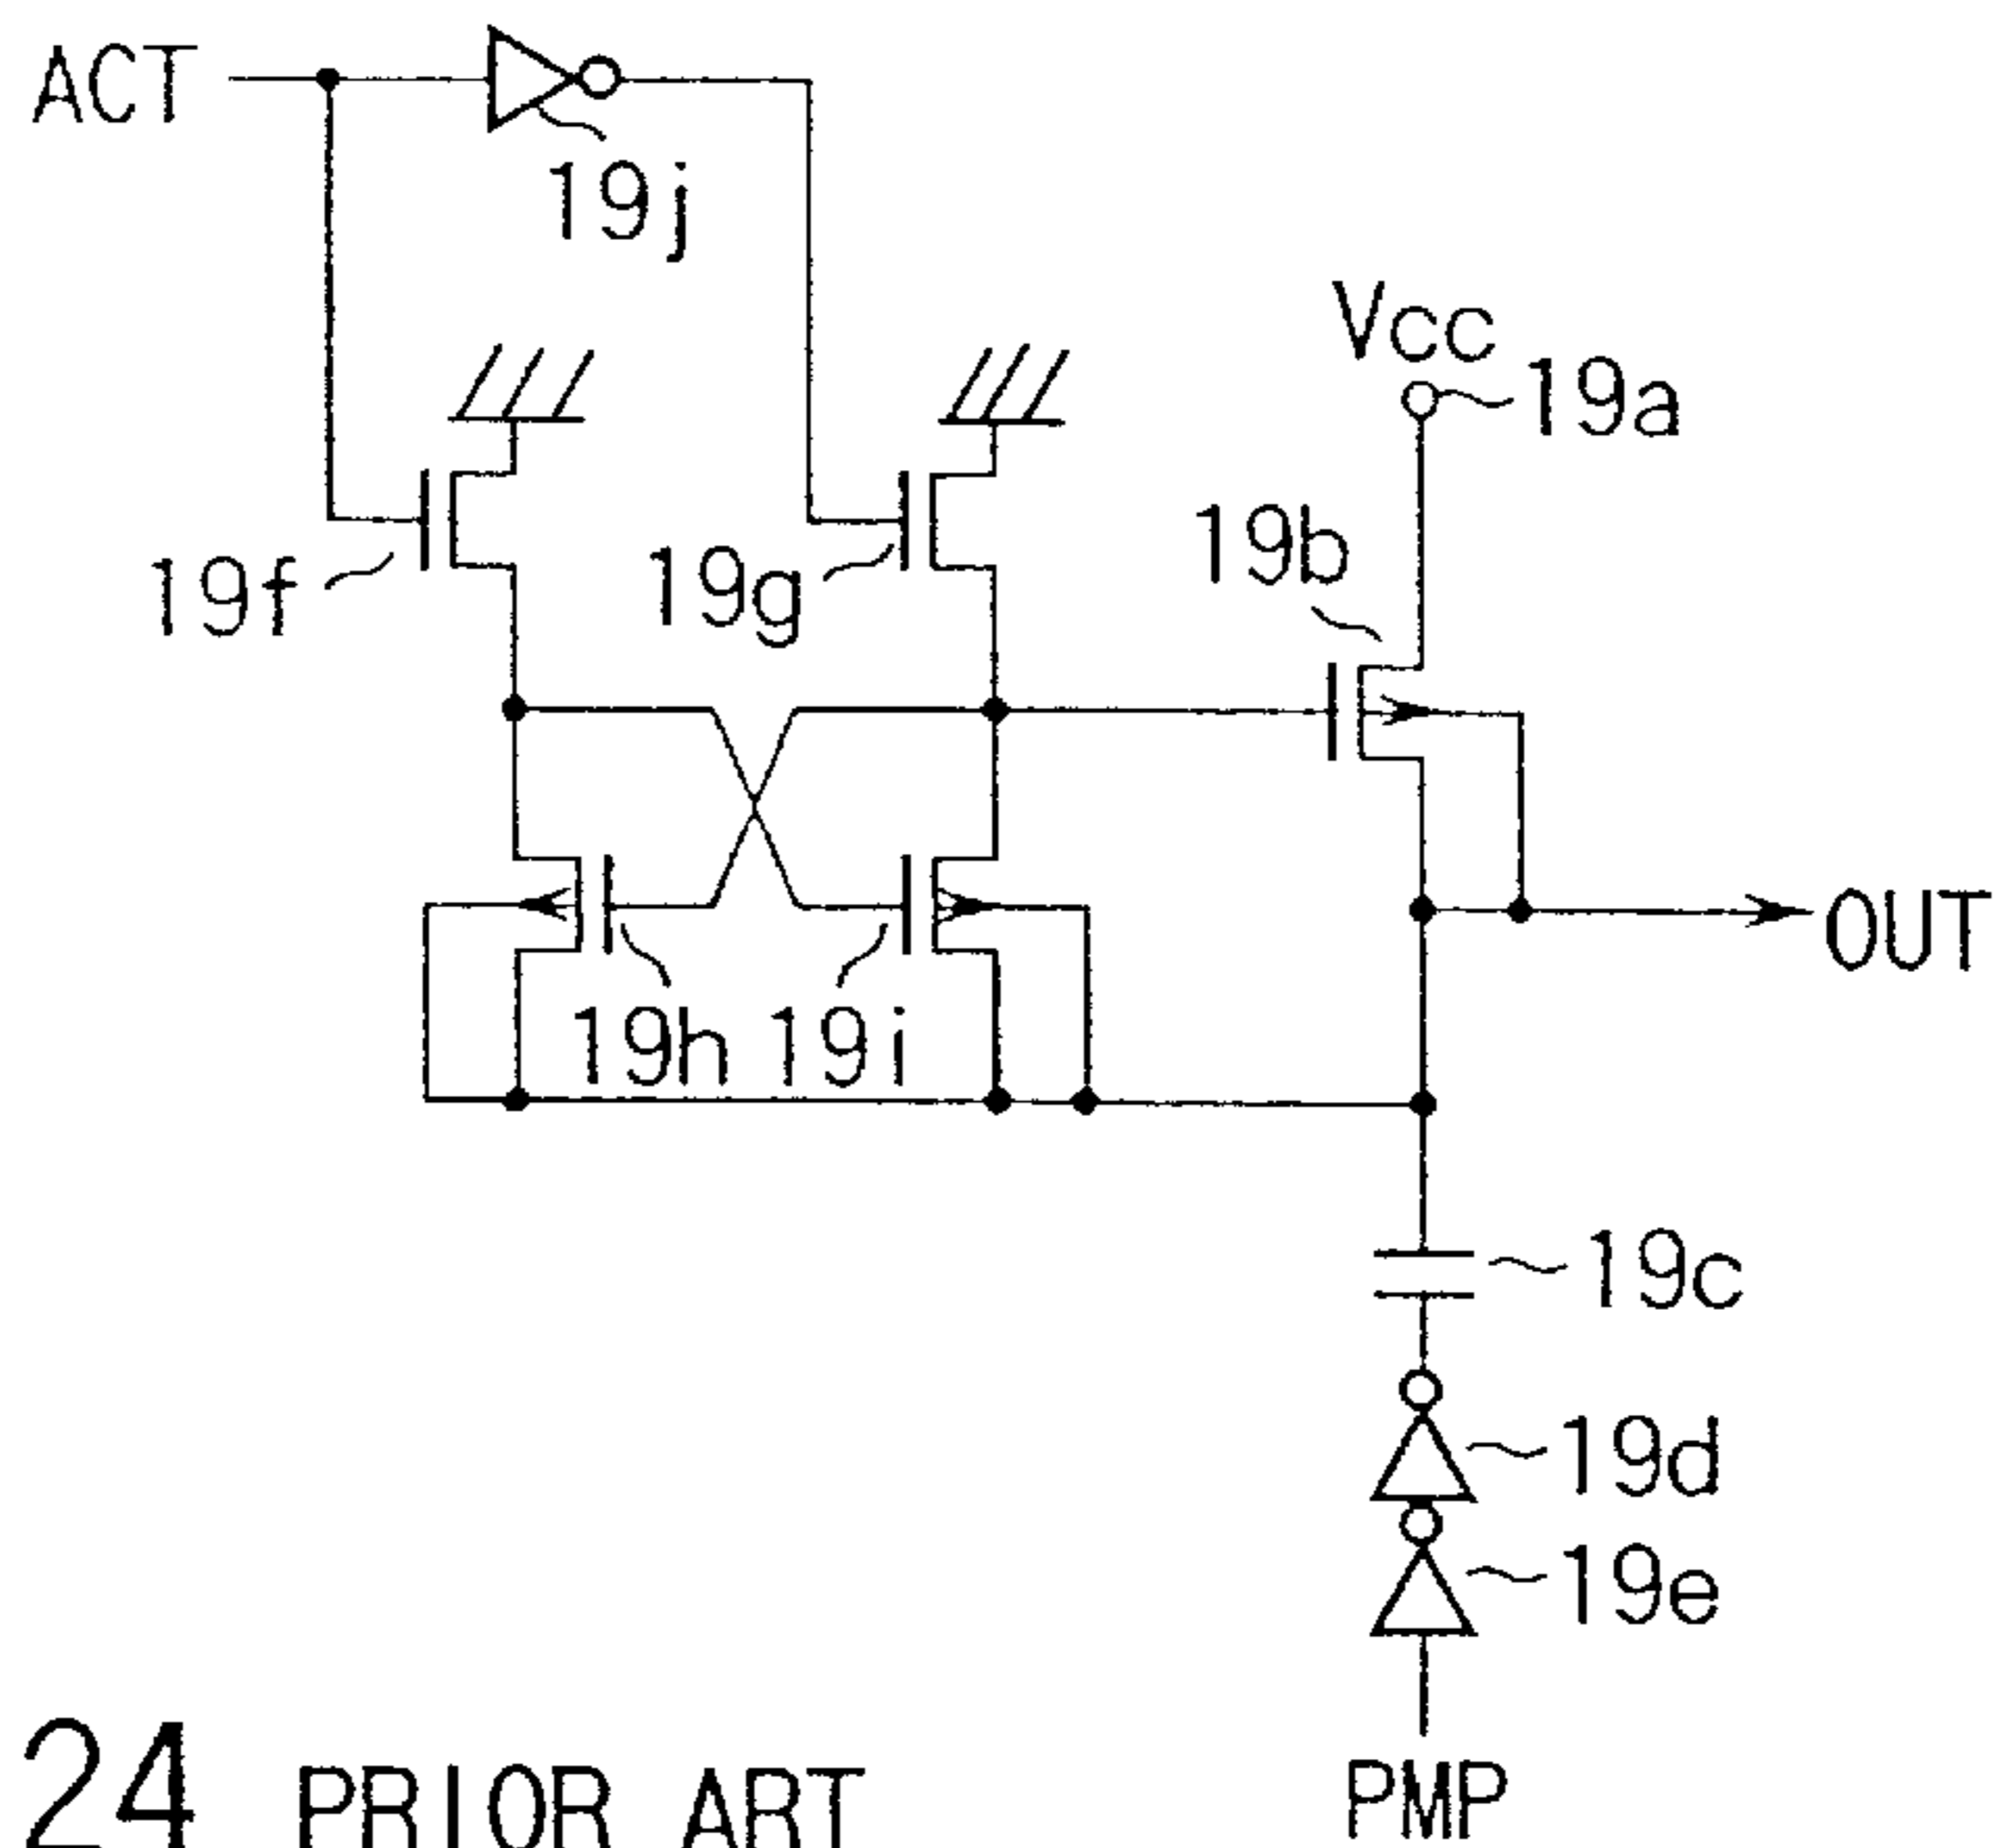 ACT
19j
Vcc
19a
19b
19f
19g
OUT
19h
19i
19c
19d
19e
PMP
24 PRIOR ART